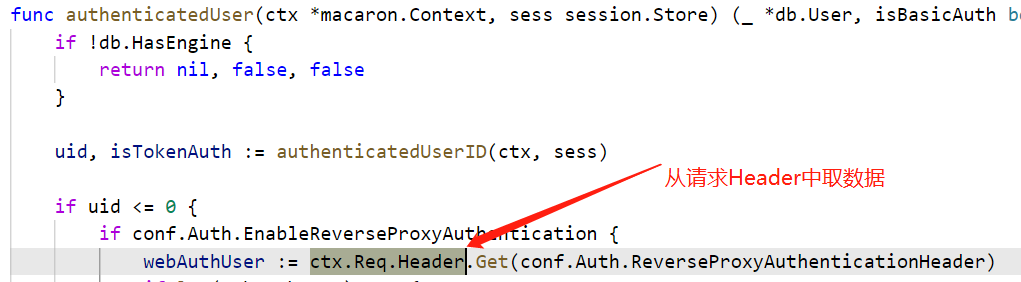 func authenticatedUser(ctx *macaron.Context, sess session.Store) (_ *db.User, isBasicAuth
if !db.HasEngine {
return nil, false, false
}
uid, isTokenAuth := authenticatedUserID(ctx, sess)
从请求Header中取数据
if uid <= 0 {
if conf.Auth.EnableReverseProxyAuthentication {
webAuthUser := ctx.Req.Header.Get(conf.Auth.ReverseProxyAuthenticationHeader)